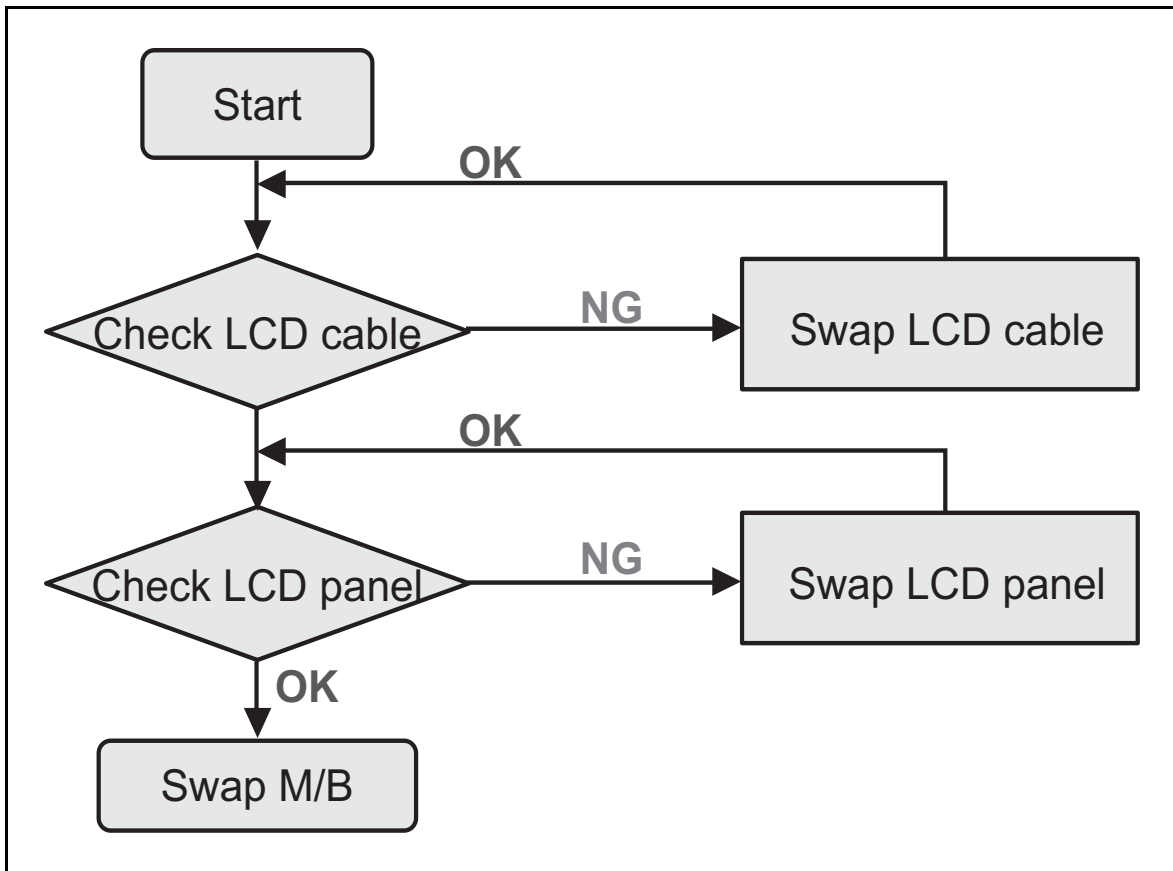 Start
OK
Check LCD cable
NG
Swap LCD cable
OK
Check LCD panel
NG
Swap LCD panel
OK
Swap M/B